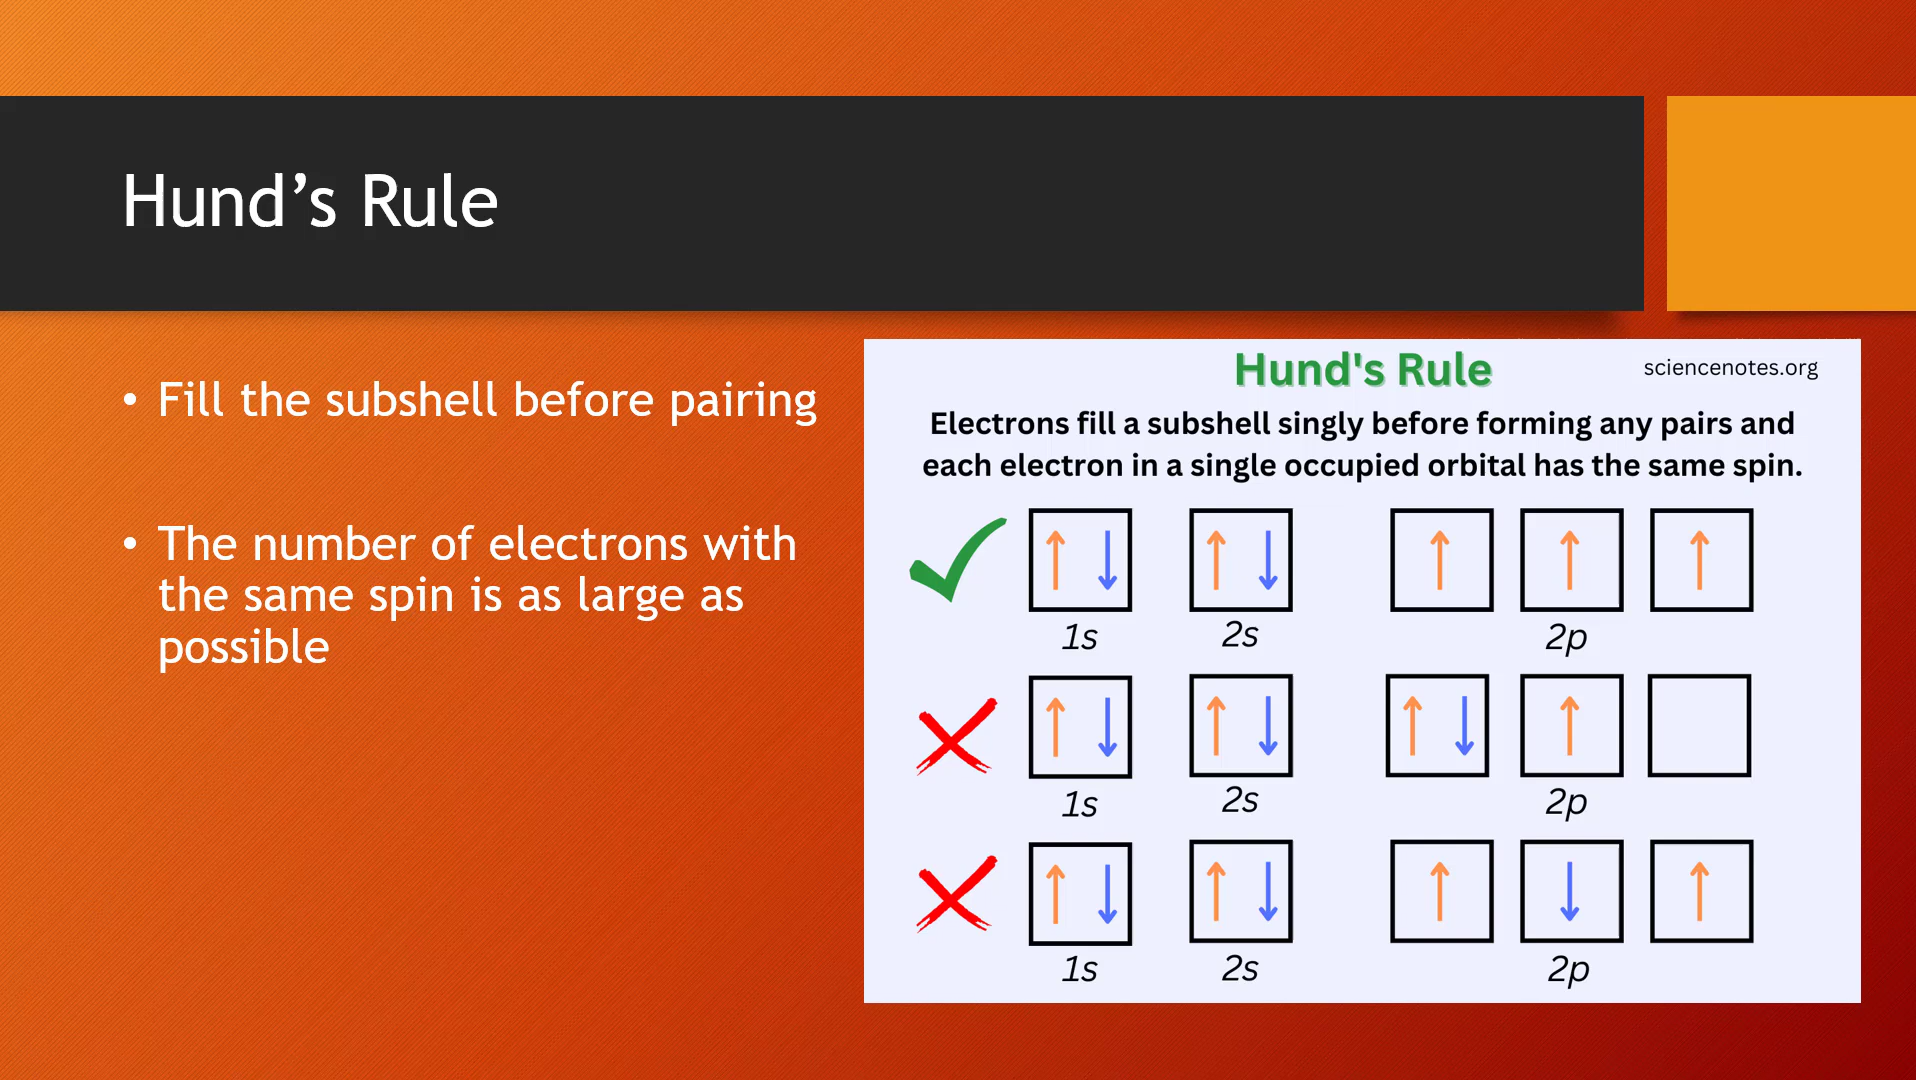 Hund’s Rule
• Fill the subshell before pairing
• The number of electrons with
the same spin is as large as
possible
Hund's Rule
sciencenotes.org
Electrons fill a subshell singly before forming any pairs and
each electron in a single occupied orbital has the same spin.
1s 2s 2p
1s 2s 2p
1s 2s 2p